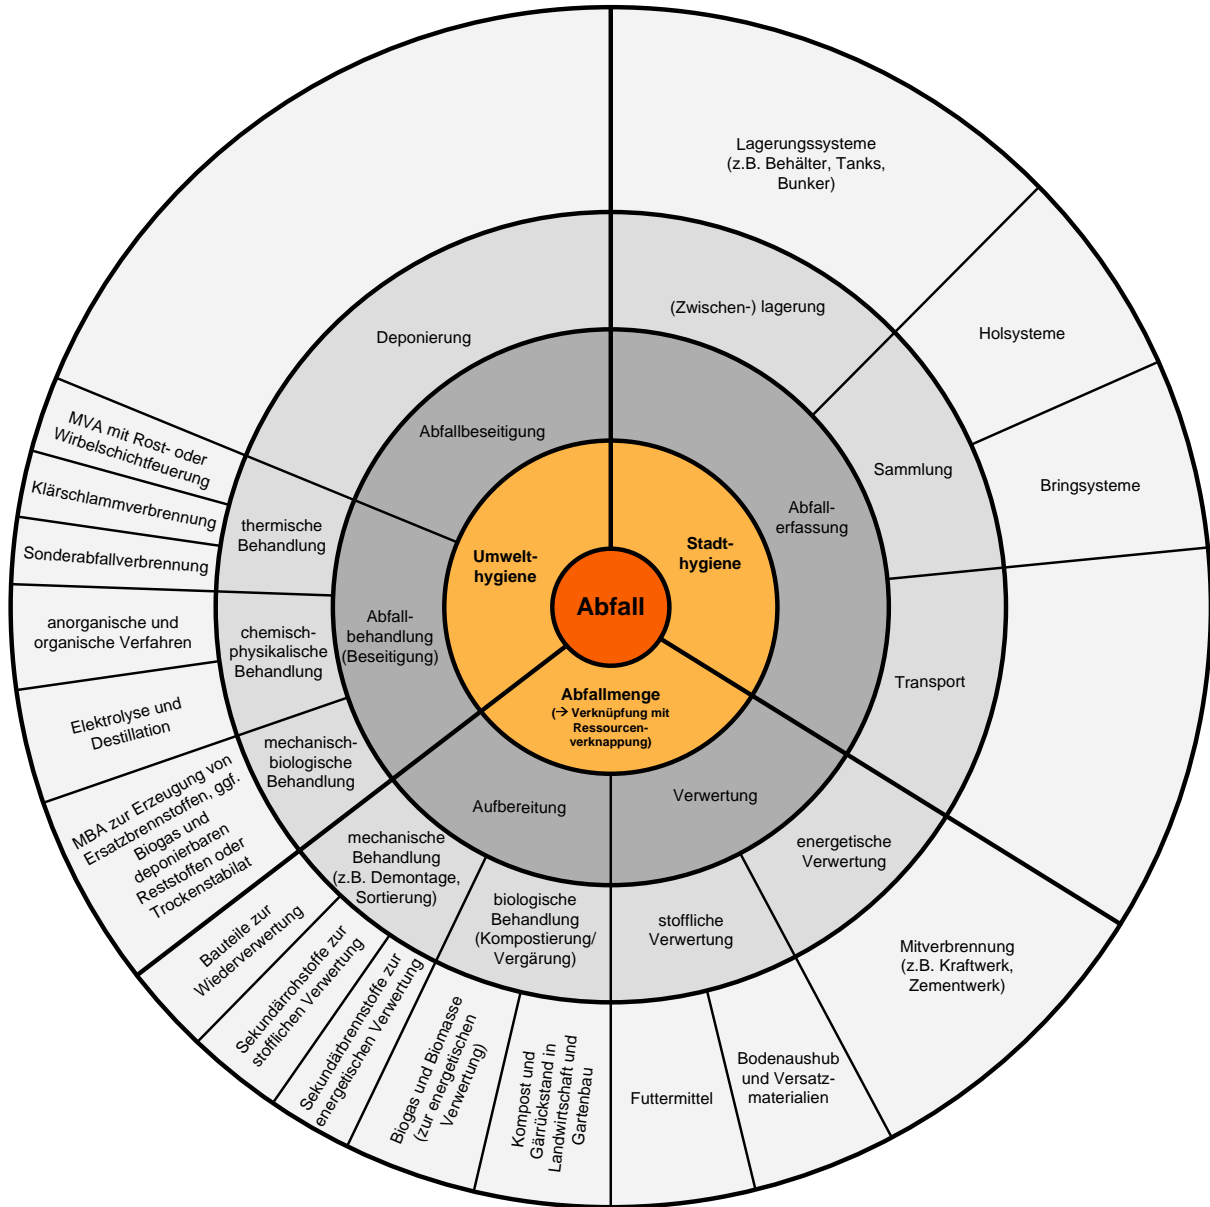 Lagerungssysteme
(z.B. Behälter, Tanks,
Bunker)
(Zwischen-) lagerung
Holsysteme
Deponierung
Abfallbeseitigung
Sammlung
Bringsysteme
Abfall-
erfassung
MVA mit Rost- oder
Wirbelschichtfeuerung
Klärschlammverbrennung
Sonderabfallverbrennung
thermische
Behandlung
Umwelt-
hygiene
Stadt-
hygiene
Abfall
anorganische und
organische Verfahren
chemisch-
physikalische
Behandlung
Abfall-
behandlung
(Beseitigung)
Transport
Abfallmenge
(→ Verknüpfung mit
Ressourcen-
verknappung)
Elektrolyse und
Destillation
mechanisch-
biologische
Behandlung
Aufbereitung
Verwertung
MBA zur Erzeugung von
Ersatzbrennstoffen, ggf.
Biogas und
deponierbaren
Reststoffen oder
Trockenstabilat
mechanische
Behandlung
(z.B. Demontage,
Sortierung)
biologische
Behandlung
(Kompostierung/
Vergärung)
stoffliche
Verwertung
energetische
Verwertung
Bauteile zur
Wiederverwertung
Sekundärrohstoffe zur
stofflichen Verwertung
Sekundärbrennstoffe zur
energetischen Verwertung
Biogas und Biomasse
(zur energetischen
Verwertung)
Kompost und
Gärrückstand in
Landwirtschaft und
Gartenbau
Futtermittel
Bodenaushub
und Versatz-
materialien
Mitverbrennung
(z.B. Kraftwerk,
Zementwerk)